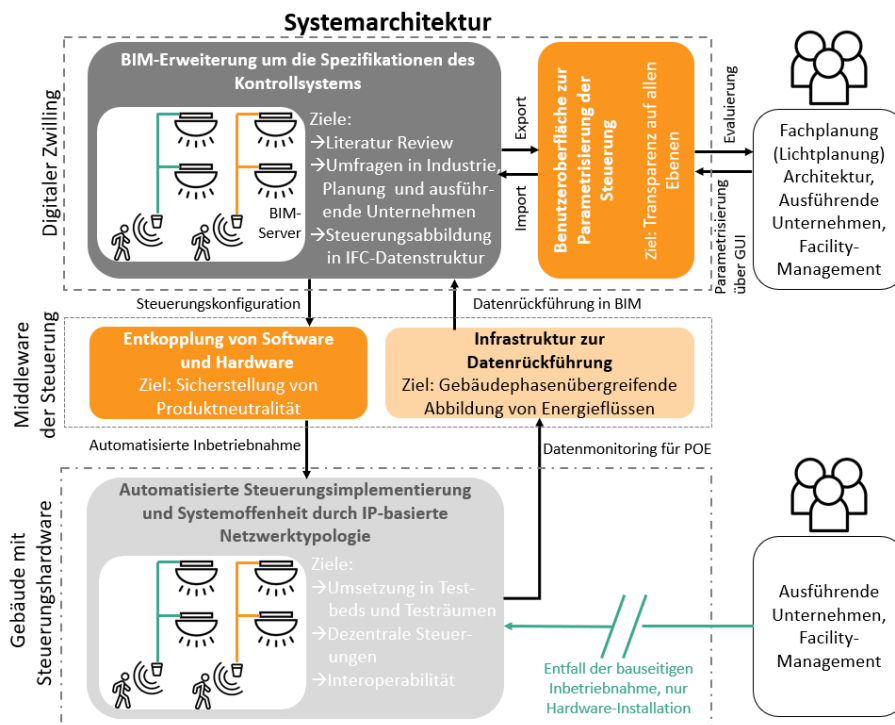 Systemarchitektur
Digitaler Zwilling
BIM-Erweiterung um die Spezifikationen des
Kontrollsystems
BIM-
Server
Ziele:
→Literatur Review
→Umfragen in Industrie,
Planung und ausfüh-
rende Unternehmen
→Steuerungsabbildung
in IFC-Datenstruktur
Export
Import
Benutzeroberfläche zur
Parametrisierung der
Steuerung
Ziel: Transparenz auf allen
Ebenen
Evaluierung
Parametrisierung
über GUI
Fachplanung
(Lichtplanung)
Architektur,
Ausführende
Unternehmen,
Facility-
Management
Steuerungskonfiguration
Datenrückführung in BIM
Middleware
der Steuerung
Entkopplung von Software
und Hardware
Ziel: Sicherstellung von
Produktneutralität
Infrastruktur zur
Datenrückführung
Ziel: Gebäudephasenübergreifende
Abbildung von Energieflüssen
Automatisierte Inbetriebnahme
Datenmonitoring für POE
Gebäude mit
Steuerungshardware
Automatisierte Steuerungsimplementierung
und Systemoffenheit durch IP-basierte
Netzwerktypologie
Ziele:
→Umsetzung in Test-
beds und Testräumen
→Dezentrale Steuer-
ungen
→Interoperabilität
Entfall der bauseitigen
Inbetriebnahme, nur
Hardware-Installation
Ausführende
Unternehmen,
Facility-
Management